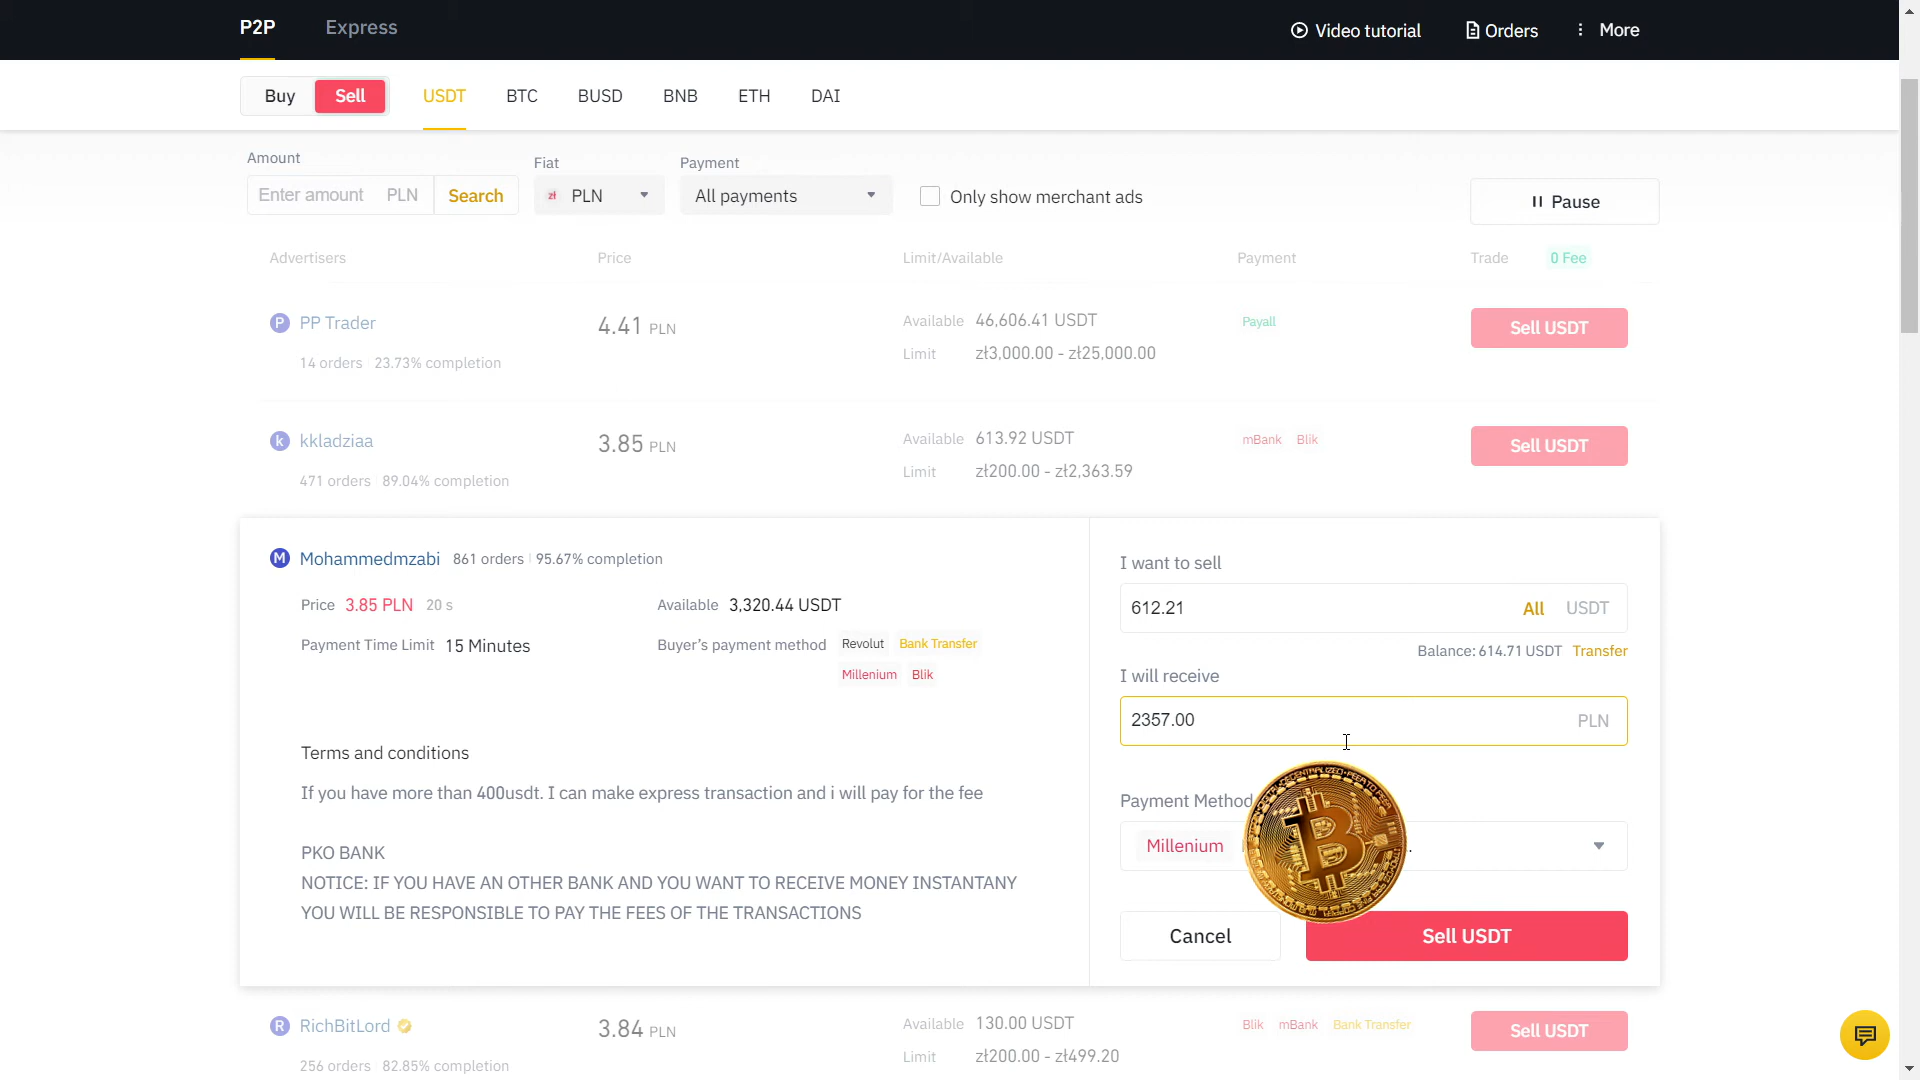 P2P Express Video tutorial Orders More
Buy Sell USDT BTC BUSD BNB ETH DAI
Amount Fiat Payment
Enter amount PLN Search zł PLN All payments Only show merchant ads Pause
Advertisers Price Limit/Available Payment Trade 0 Fee
P PP Trader 4.41 PLN Available 46,606.41 USDT Payall Sell USDT
14 orders 23.73% completion Limit zł3,000.00 - zł25,000.00
k kkladziaa 3.85 PLN Available 613.92 USDT mBank Blik Sell USDT
471 orders 89.04% completion Limit zł200.00 - zł2,363.59
M Mohammedmzabi 861 orders 95.67% completion
Price 3.85 PLN 20 s Available 3,320.44 USDT
Payment Time Limit 15 Minutes Buyer's payment method Revolut Bank Transfer
Millenium Blik
Terms and conditions
If you have more than 400usdt. I can make express transaction and i will pay for the fee
PKO BANK
NOTICE: IF YOU HAVE AN OTHER BANK AND YOU WANT TO RECEIVE MONEY INSTANTANY
YOU WILL BE RESPONSIBLE TO PAY THE FEES OF THE TRANSACTIONS
I want to sell
612.21 All USDT
Balance: 614.71 USDT Transfer
I will receive
2357.00 PLN
Payment Method
Millenium
Cancel Sell USDT
R RichBitLord 3.84 PLN Available 130.00 USDT Blik mBank Bank Transfer Sell USDT
256 orders 82.85% completion Limit zł200.00 - zł499.20